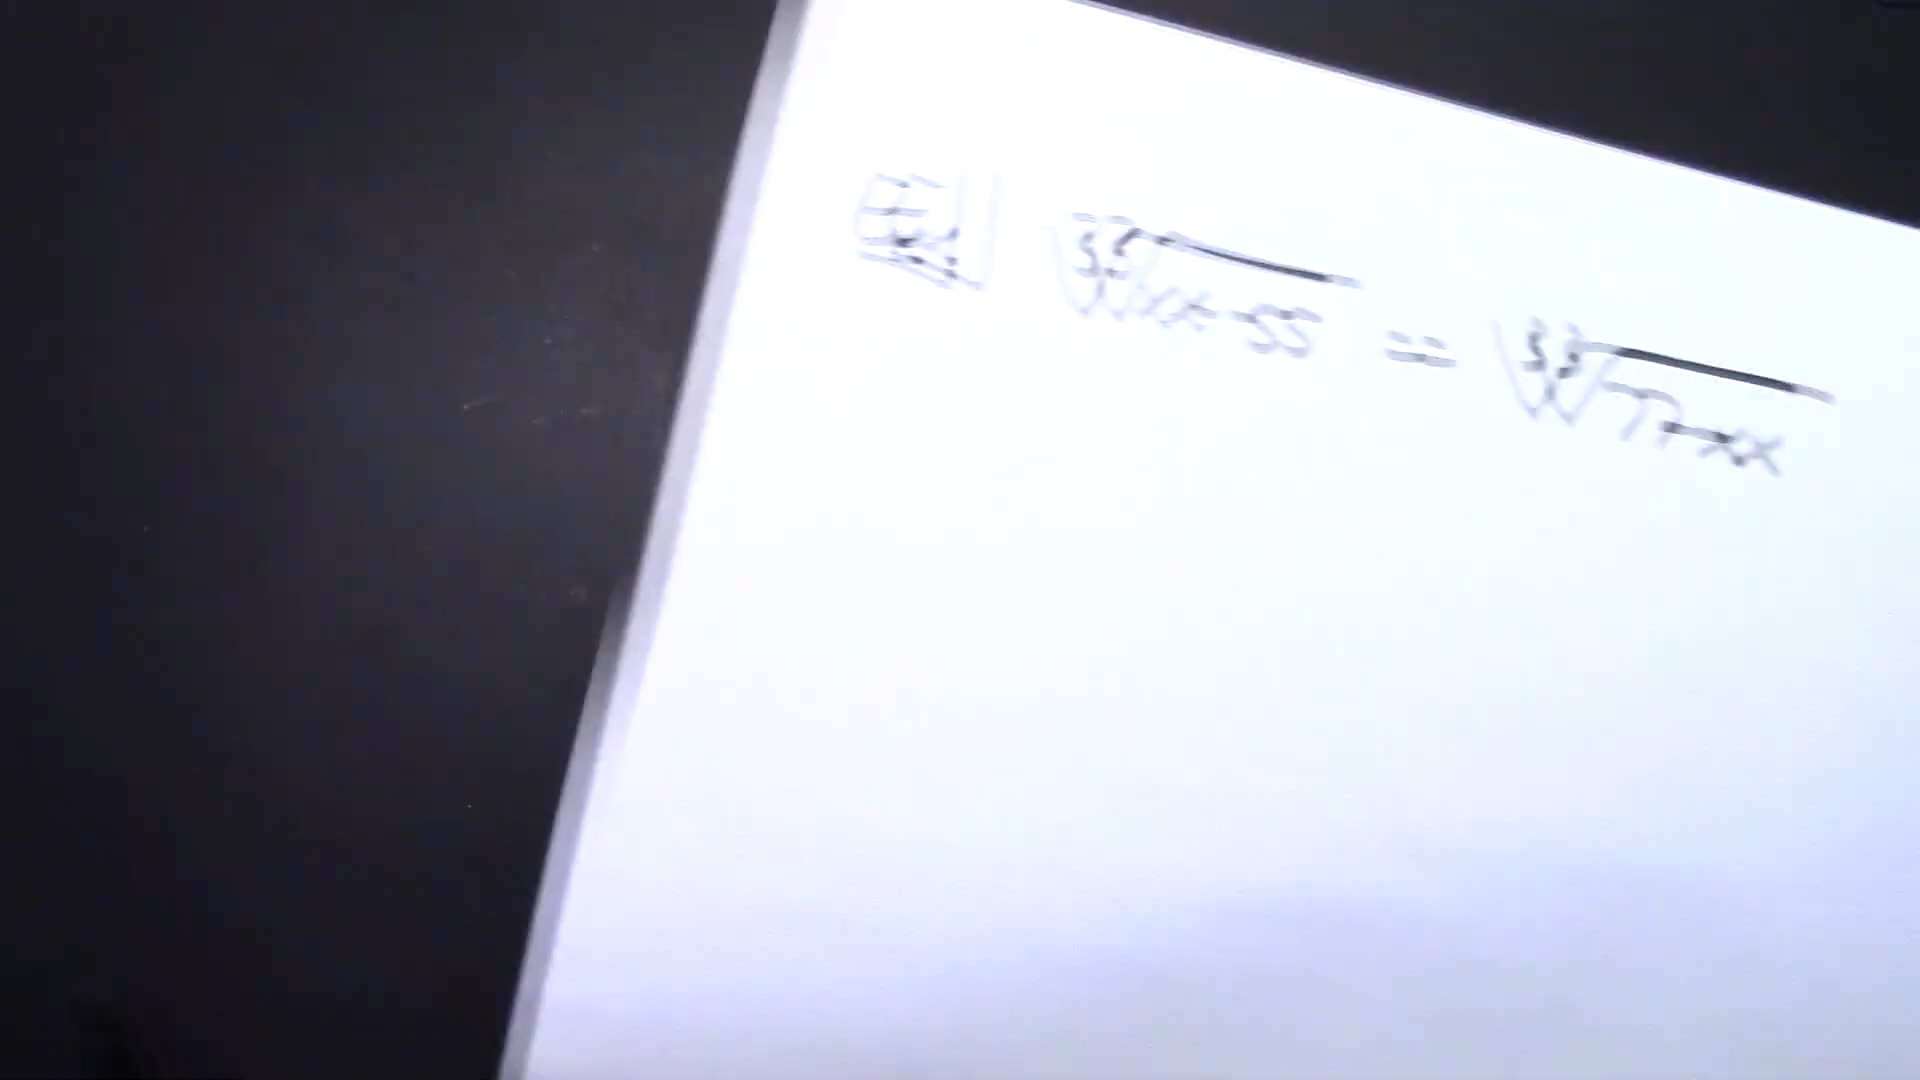 ∛(x-5) = ∛(7-x)